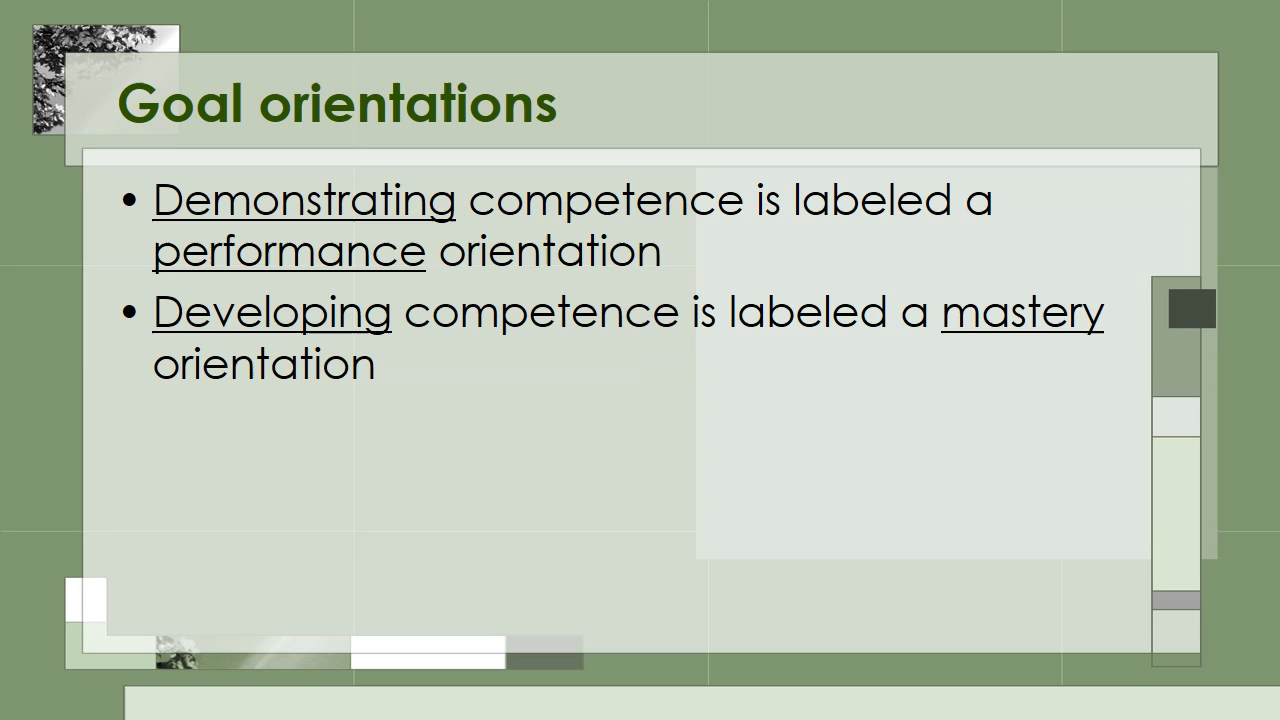 Goal orientations
• Demonstrating competence is labeled a
performance orientation
• Developing competence is labeled a mastery
orientation